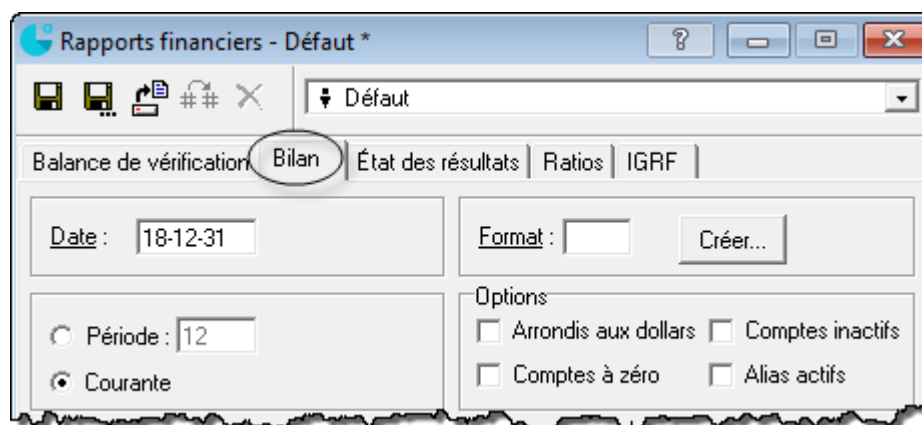 Rapports financiers - Défaut *
Défaut
Balance de vérification Bilan État des résultats Ratios IGRF
Date : 18-12-31
Format : Créer...
Options
Période : 12
Arrondis aux dollars Comptes inactifs
Courante
Comptes à zéro Alias actifs